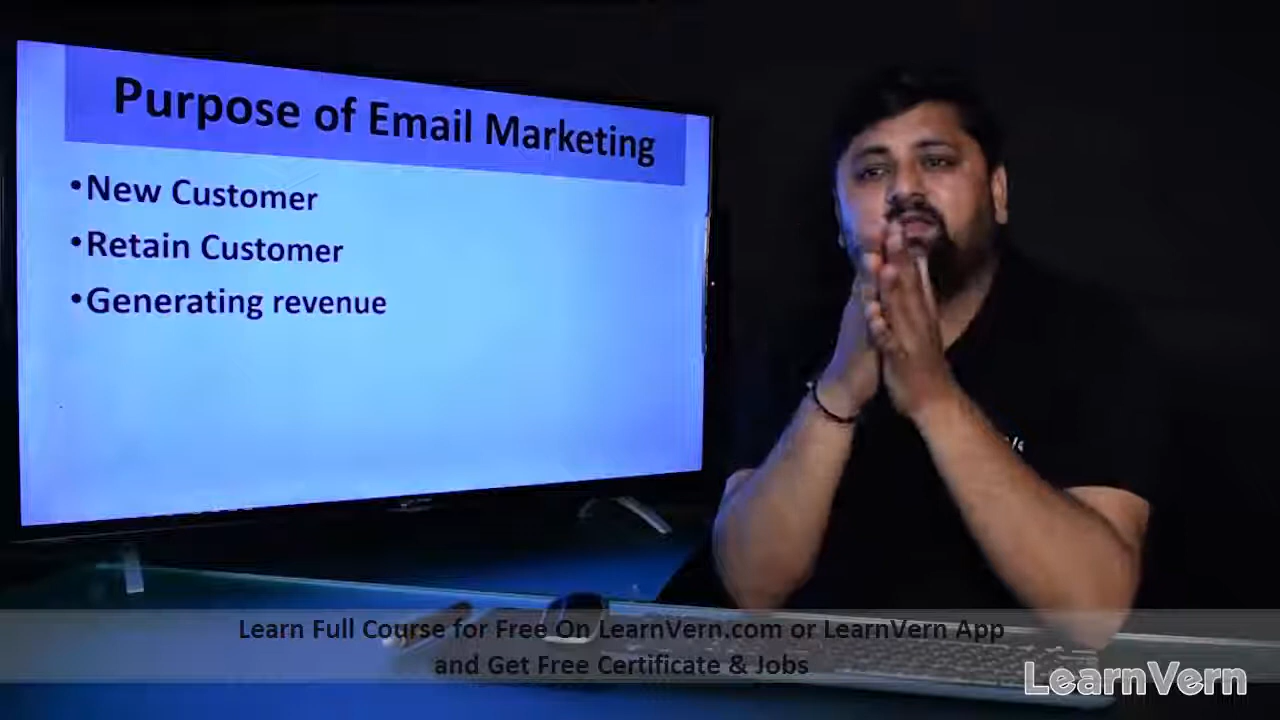 Purpose of Email Marketing
•New Customer
•Retain Customer
•Generating revenue
Learn Full Course for Free On LearnVern.com or LearnVern App
and Get Free Certificate & Jobs
LearnVern